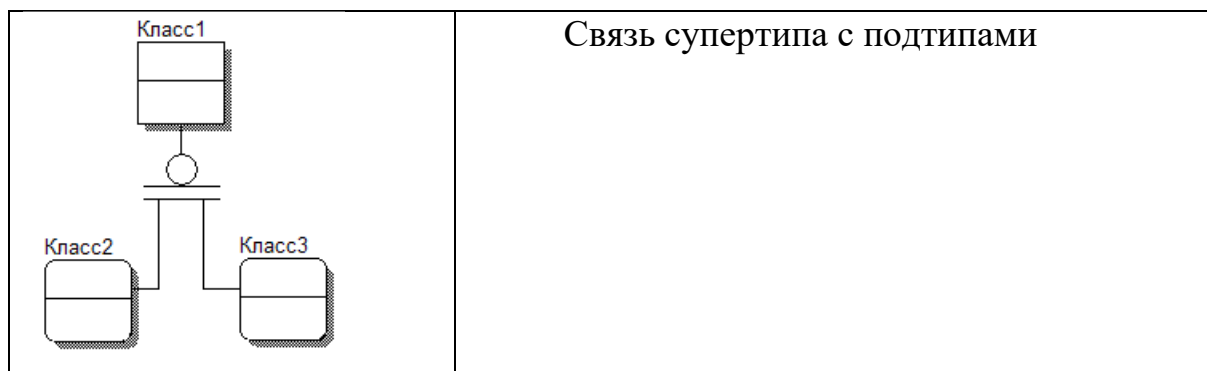 Класс1
Связь супертипа с подтипами
Класс2
Класс3